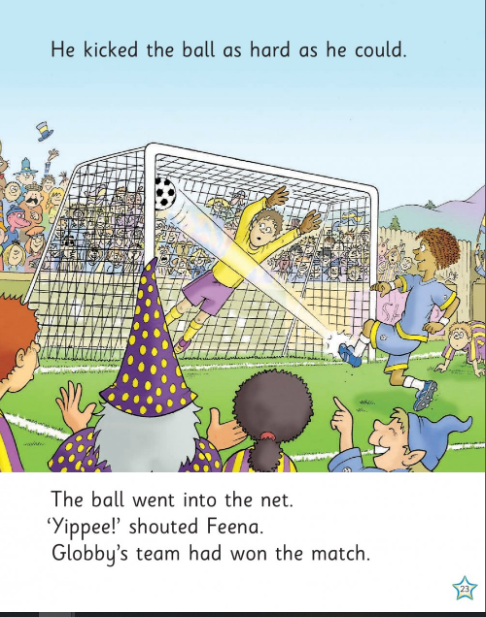 He kicked the ball as hard as he could.
The ball went into the net.
‘Yippee!’ shouted Feena.
Globby’s team had won the match.
23